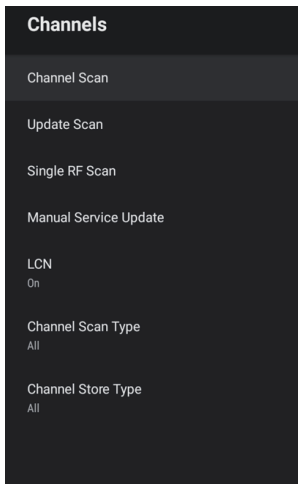 Channels
Channel Scan
Update Scan
Single RF Scan
Manual Service Update
LCN
On
Channel Scan Type
All
Channel Store Type
All